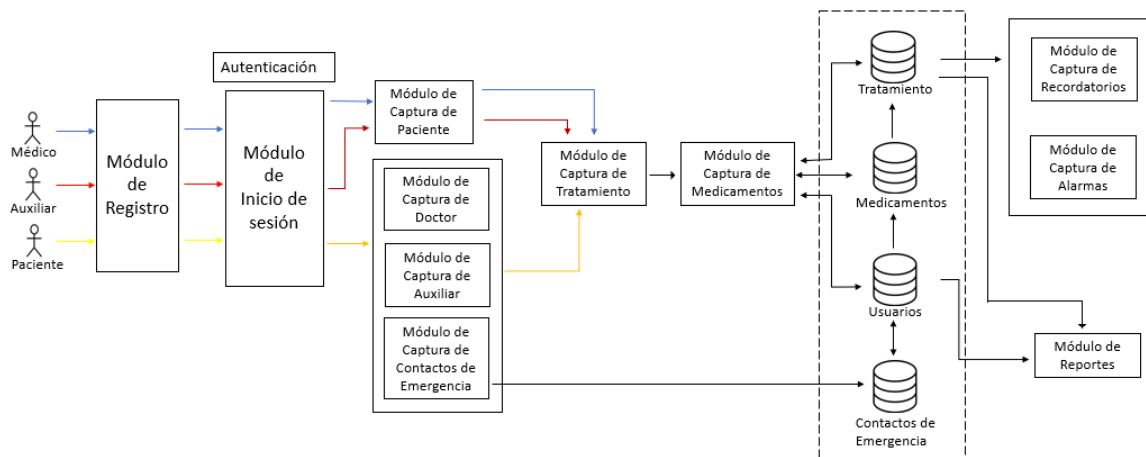 Médico
Auxiliar
Paciente
Módulo
de
Registro
Autenticación
Módulo
de
Inicio de
sesión
Módulo de
Captura de
Paciente
Módulo de
Captura de
Doctor
Módulo de
Captura de
Auxiliar
Módulo de
Captura de
Contactos de
Emergencia
Módulo de
Captura de
Tratamiento
Módulo de
Captura de
Medicamentos
Tratamiento
Medicamentos
Usuarios
Contactos de
Emergencia
Módulo de
Captura de
Recordatorios
Módulo de
Captura de
Alarmas
Módulo de
Reportes